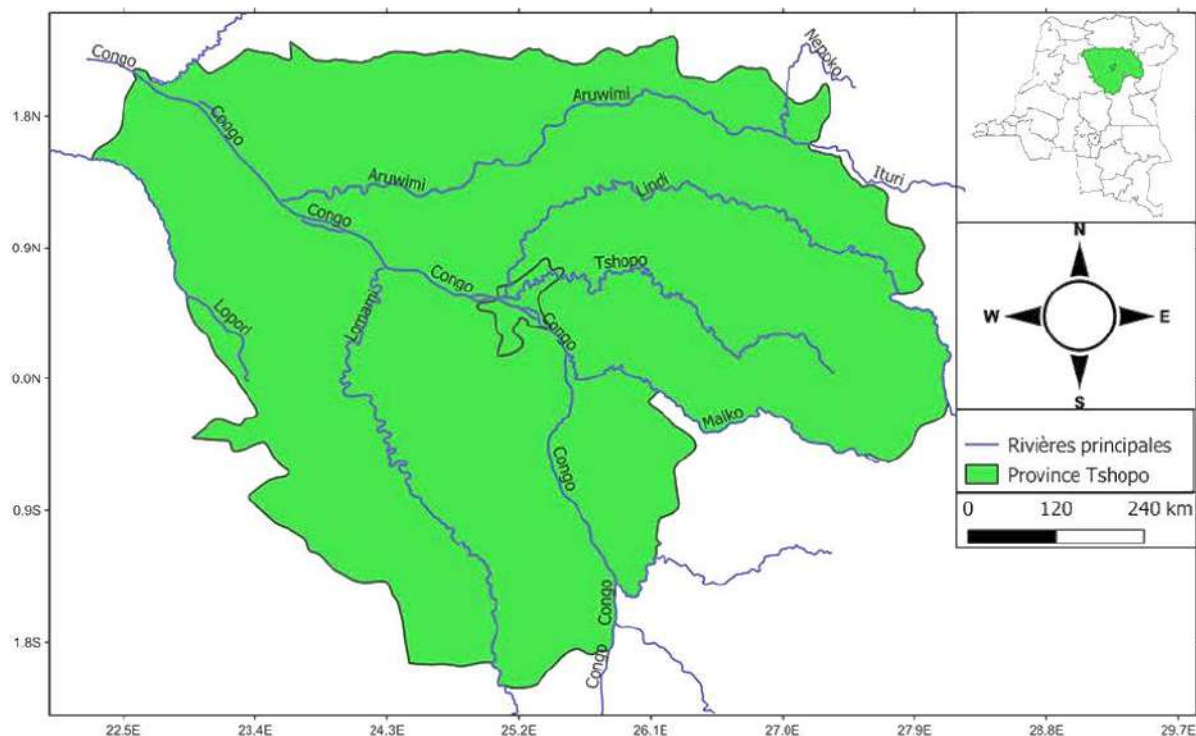 Congo
Nepoko
1.8N
Congo
Aruwimi
Aruwimi
Ituri
Lindi
Congo
0.9N
Congo
Tshopo
Lopori
Lomami
Congo
0.0N
Maiko
Congo
0.9S
Congo
1.8S
Congo
22.5E 23.4E 24.3E 25.2E 26.1E 27.0E 27.9E 28.8E 29.7E
N
W E
S
Rivières principales
Province Tshopo
0 120 240 km